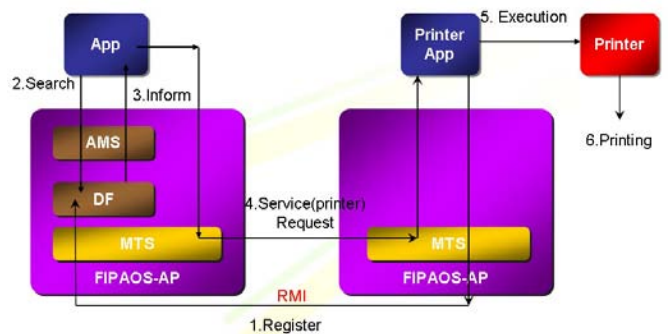 5. Execution
App
Printer
App
Printer
2.Search
3.Inform
AMS
6.Printing
DF
4.Service(printer)
Request
MTS
MTS
FIPAOS-AP
FIPAOS-AP
RMI
1.Register